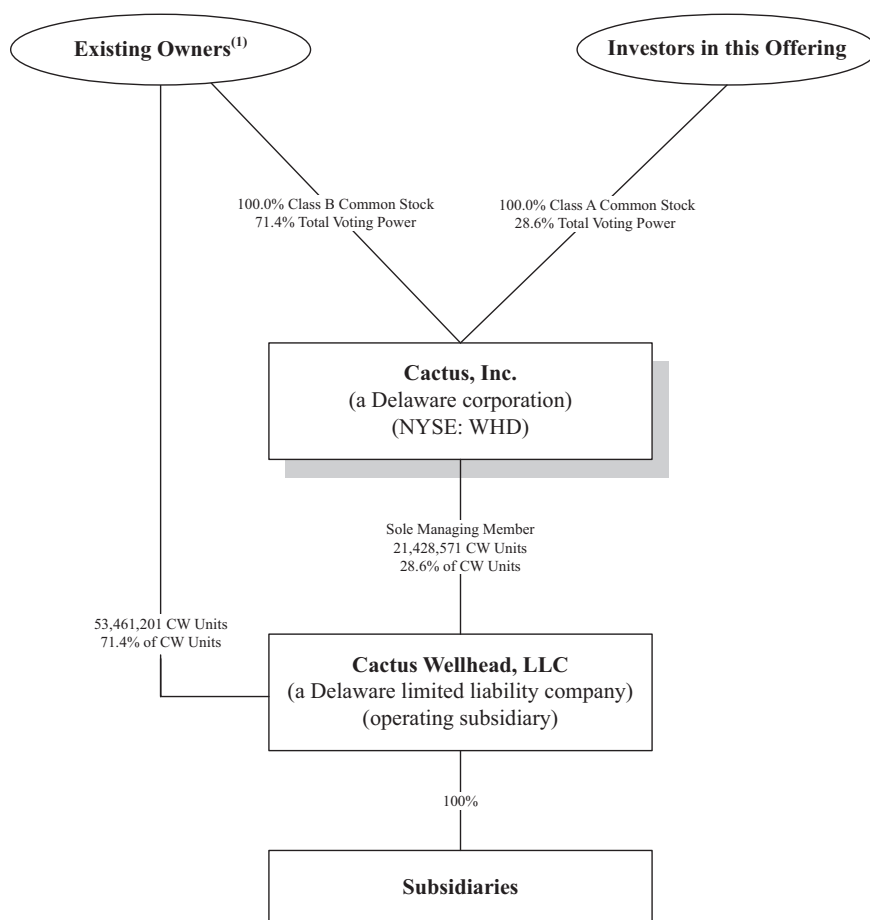 Existing Owners(1)
Investors in this Offering
100.0% Class B Common Stock
71.4% Total Voting Power
100.0% Class A Common Stock
28.6% Total Voting Power
Cactus, Inc.
(a Delaware corporation)
(NYSE: WHD)
Sole Managing Member
21,428,571 CW Units
28.6% of CW Units
53,461,201 CW Units
71.4% of CW Units
Cactus Wellhead, LLC
(a Delaware limited liability company)
(operating subsidiary)
100%
Subsidiaries